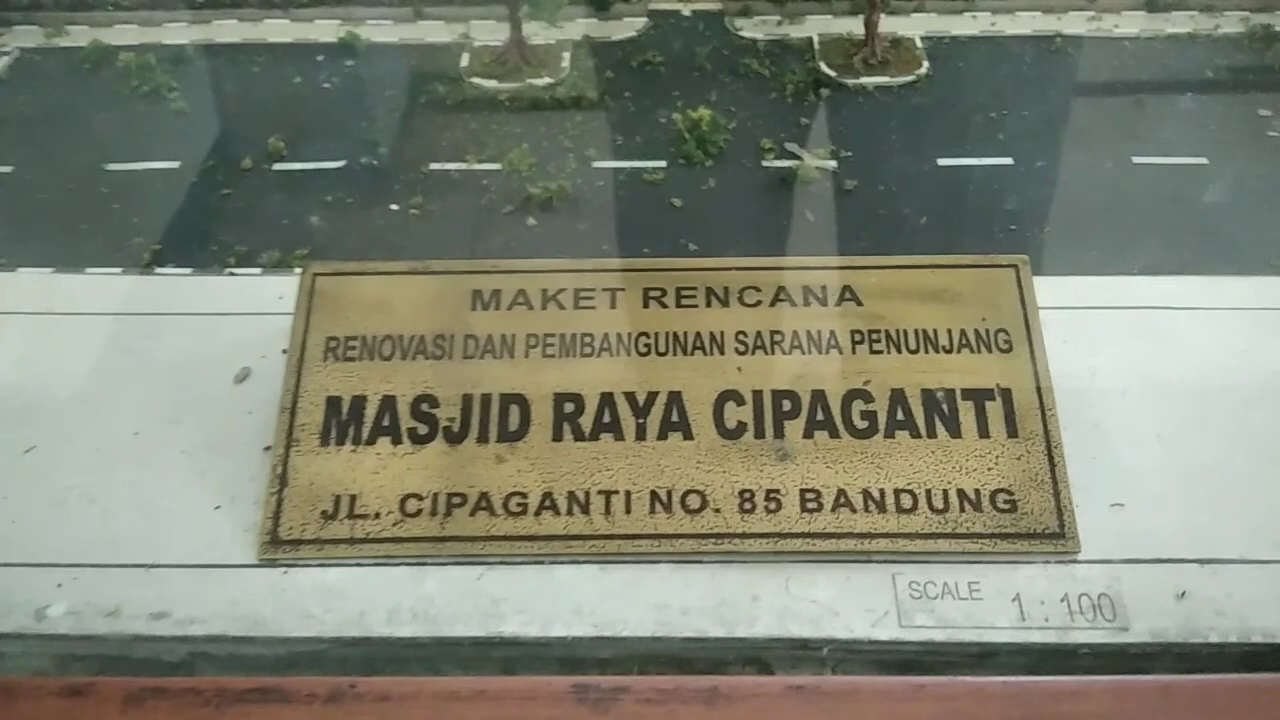 MAKET RENCANA
RENOVASI DAN PEMBANGUNAN SARANA PENUNJANG
MASJID RAYA CIPAGANTI
JL. CIPAGANTI NO. 85 BANDUNG
SCALE 1 : 100